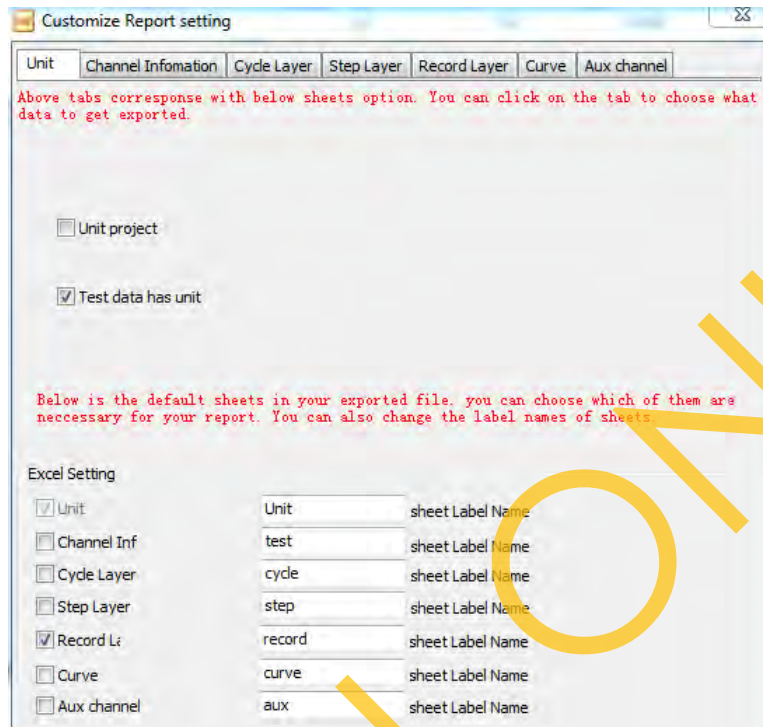 Customize Report setting
Unit Channel Infomation Cycle Layer Step Layer Record Layer Curve Aux channel
Above tabs corresponse with below sheets option. You can click on the tab to choose what
data to get exported.
Unit project
Test data has unit
Below is the default sheets in your exported file, you can choose which of them are
neccessary for your report. You can also change the label names of sheets.
Excel Setting
Unit Unit sheet Label Name
Channel Inf test sheet Label Name
Cycle Layer cycle sheet Label Name
Step Layer step sheet Label Name
Record La record sheet Label Name
Curve curve sheet Label Name
Aux channel aux sheet Label Name